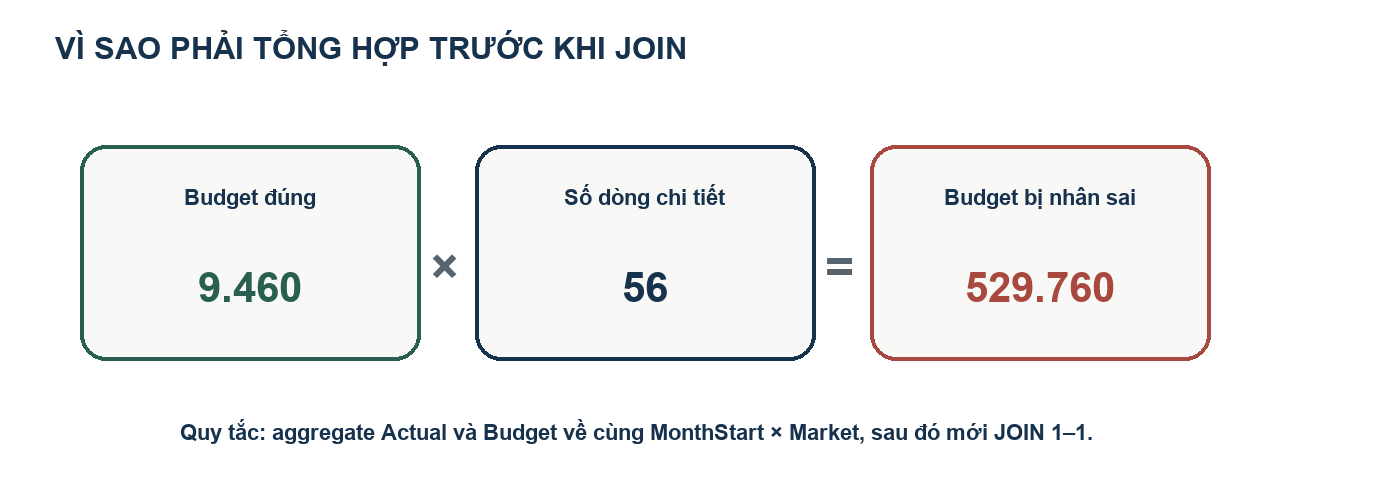 VÌ SAO PHẢI TỔNG HỢP TRƯỚC KHI JOIN
Budget đúng
9.460
×
Số dòng chi tiết
56
=
Budget bị nhân sai
529.760
Quy tắc: aggregate Actual và Budget về cùng MonthStart × Market, sau đó mới JOIN 1–1.